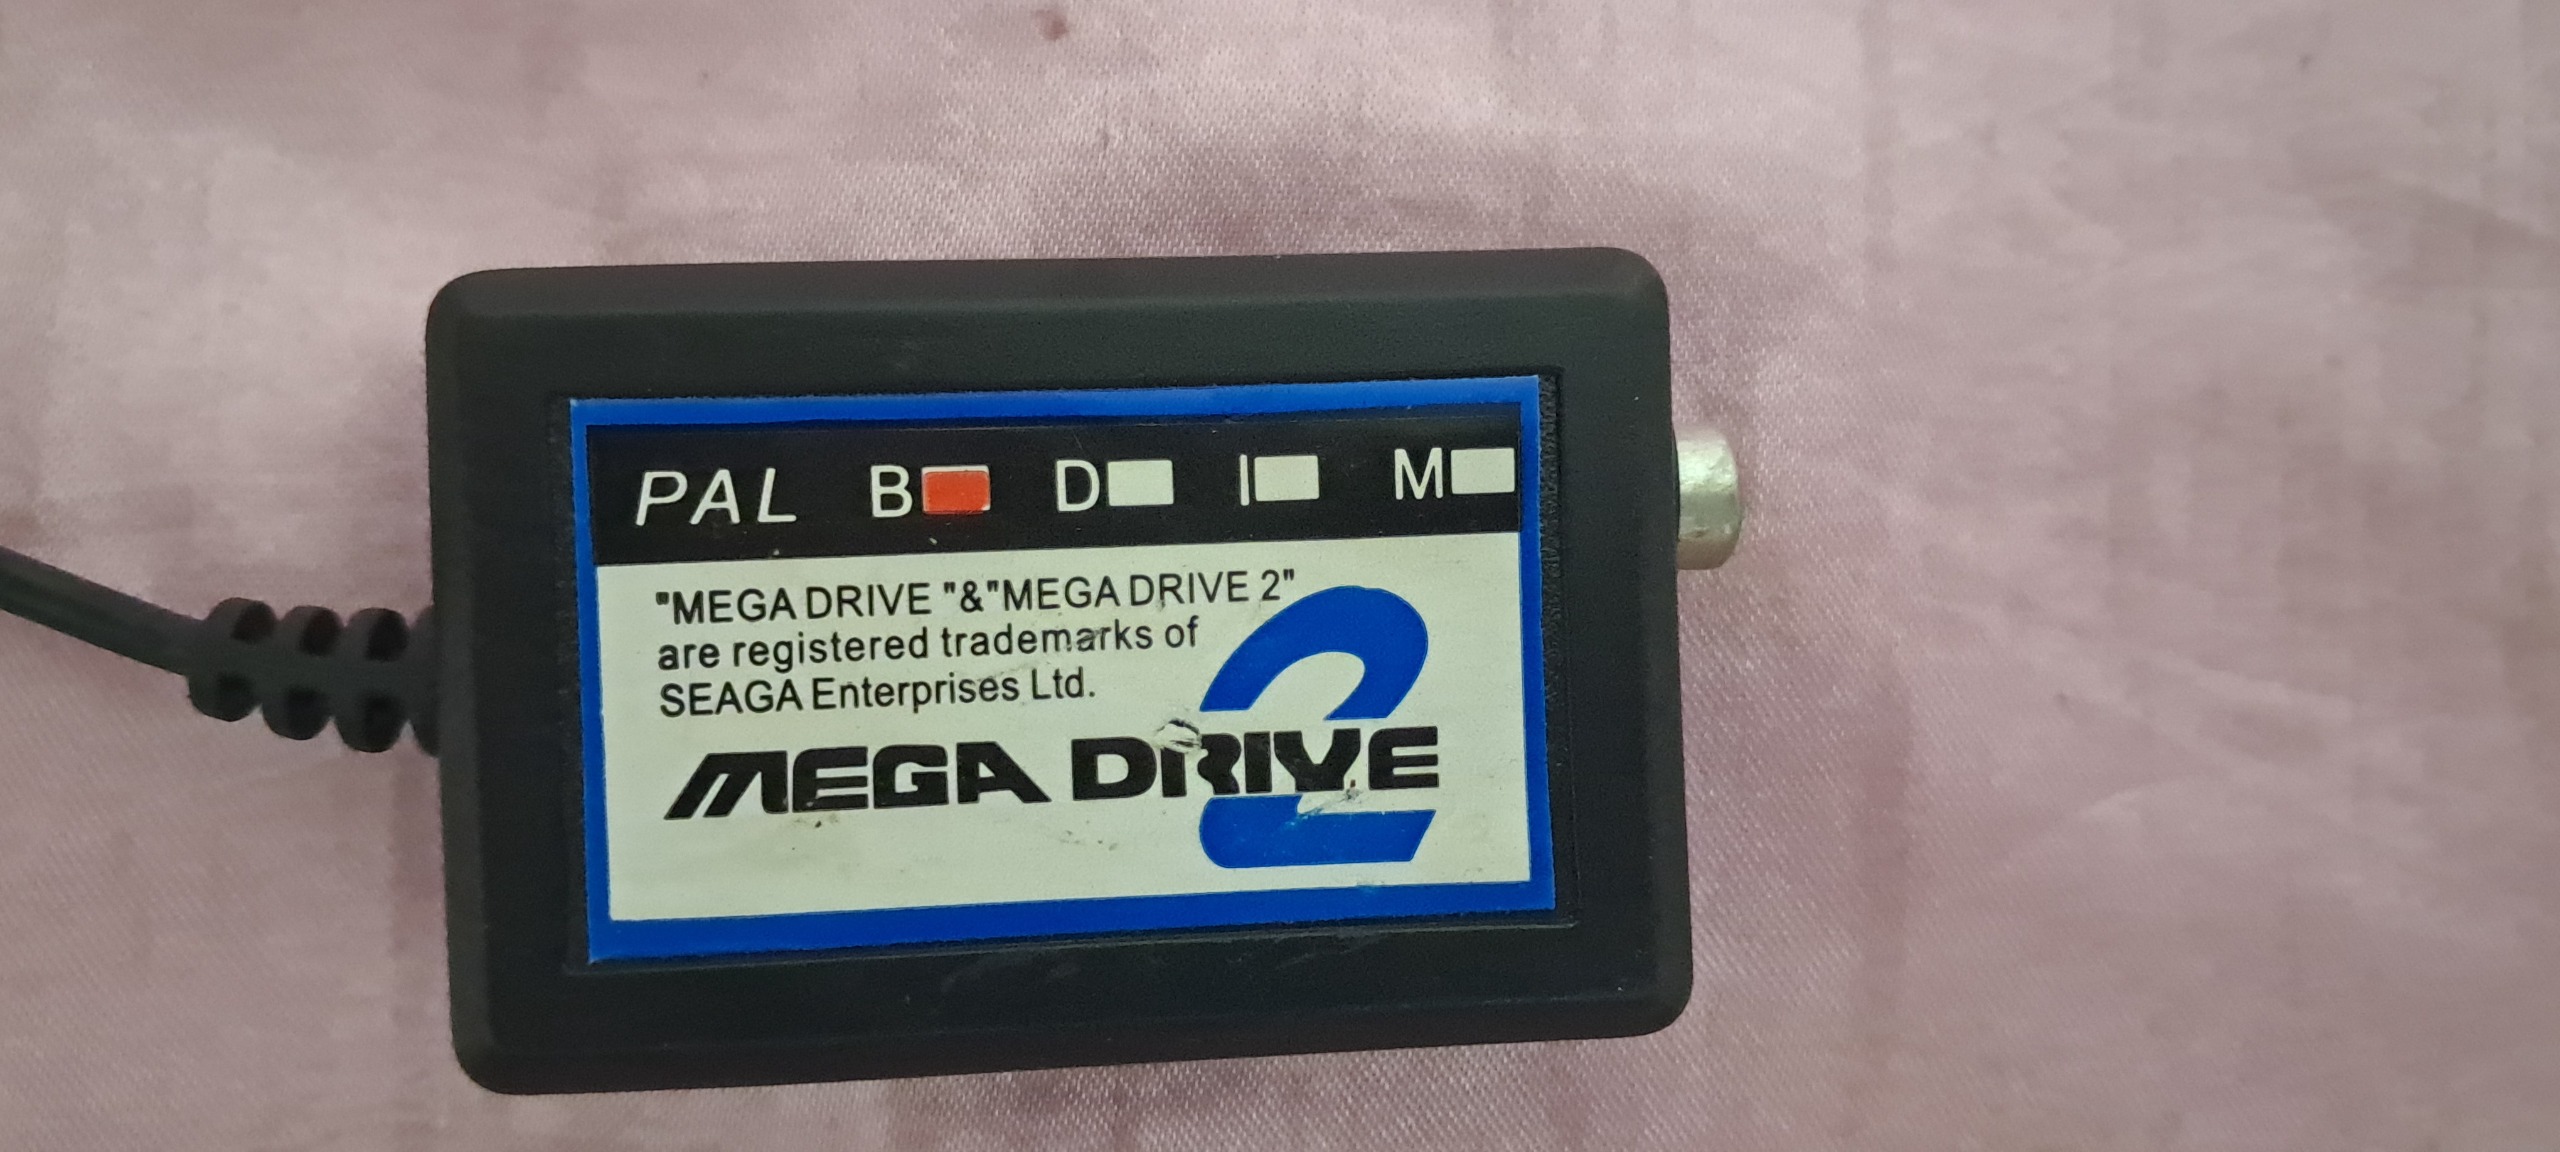 PAL B D I M
"MEGA DRIVE "&"MEGA DRIVE 2"
are registered trademarks of
SEAGA Enterprises Ltd.
MEGA DRIVE 2